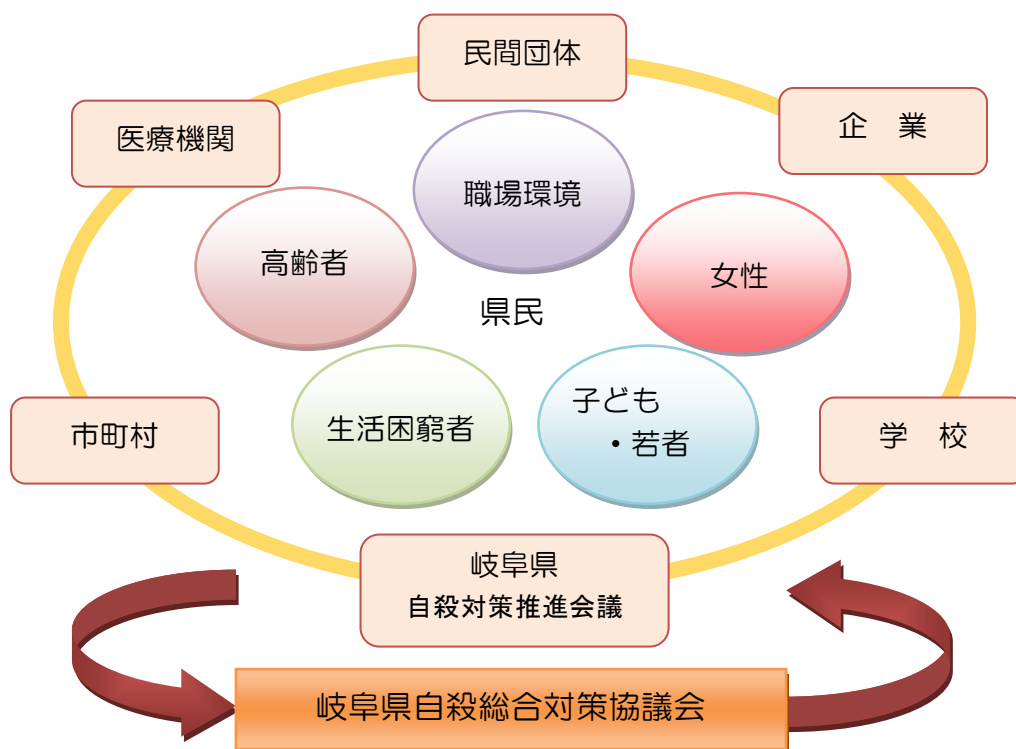 民間団体
医療機関
企　業
職場環境
高齢者
女性
県民
子ども
・若者
生活困窮者
市町村
学　校
岐阜県
自殺対策推進会議
岐阜県自殺総合対策協議会